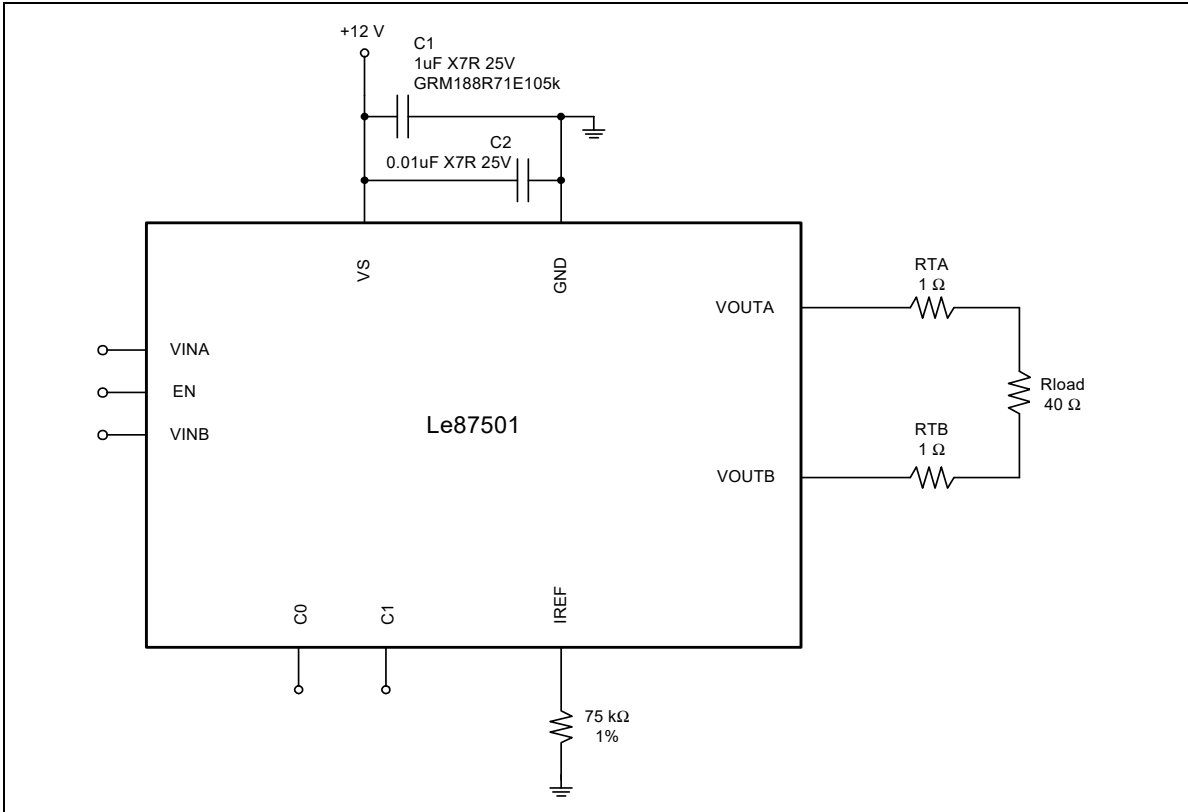 +12 V
C1
1uF X7R 25V
GRM188R71E105k
C2
0.01uF X7R 25V
VS
GND
RTA
1 Ω
VOUTA
VINA
EN
VINB
Le87501
Rload
40 Ω
RTB
1 Ω
VOUTB
C0
C1
IREF
75 kΩ
1%